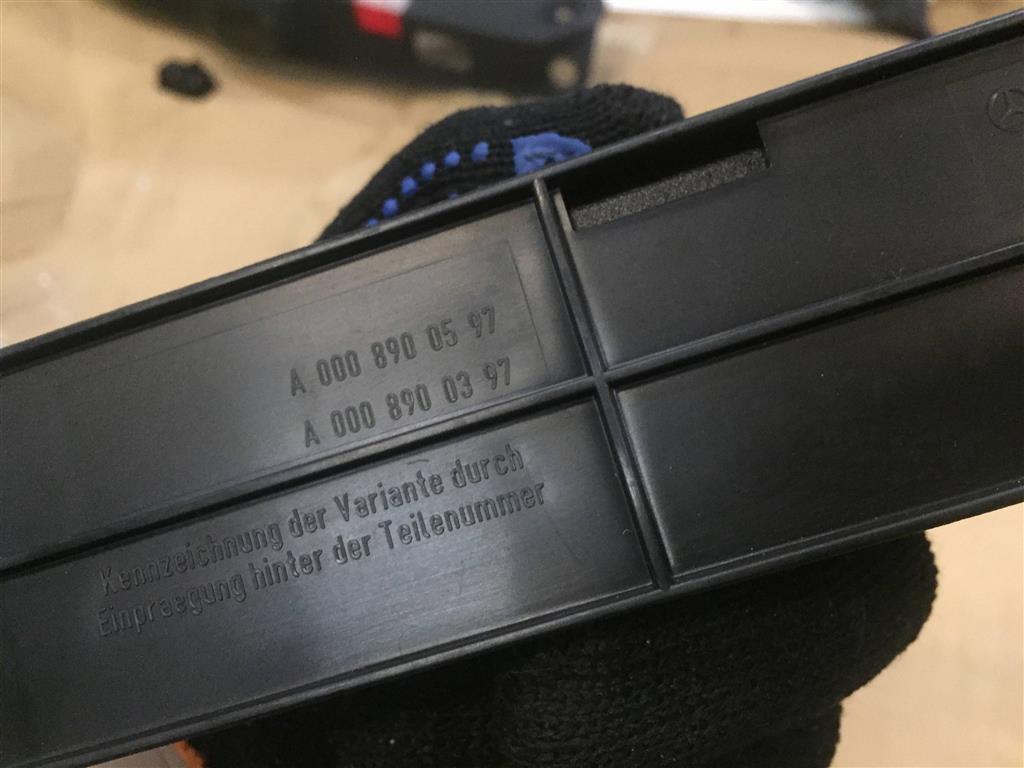 A 000 890 05 97
A 000 890 03 97
Kennzeichnung der Variante durch
Einpraegung hinter der Teilenummer